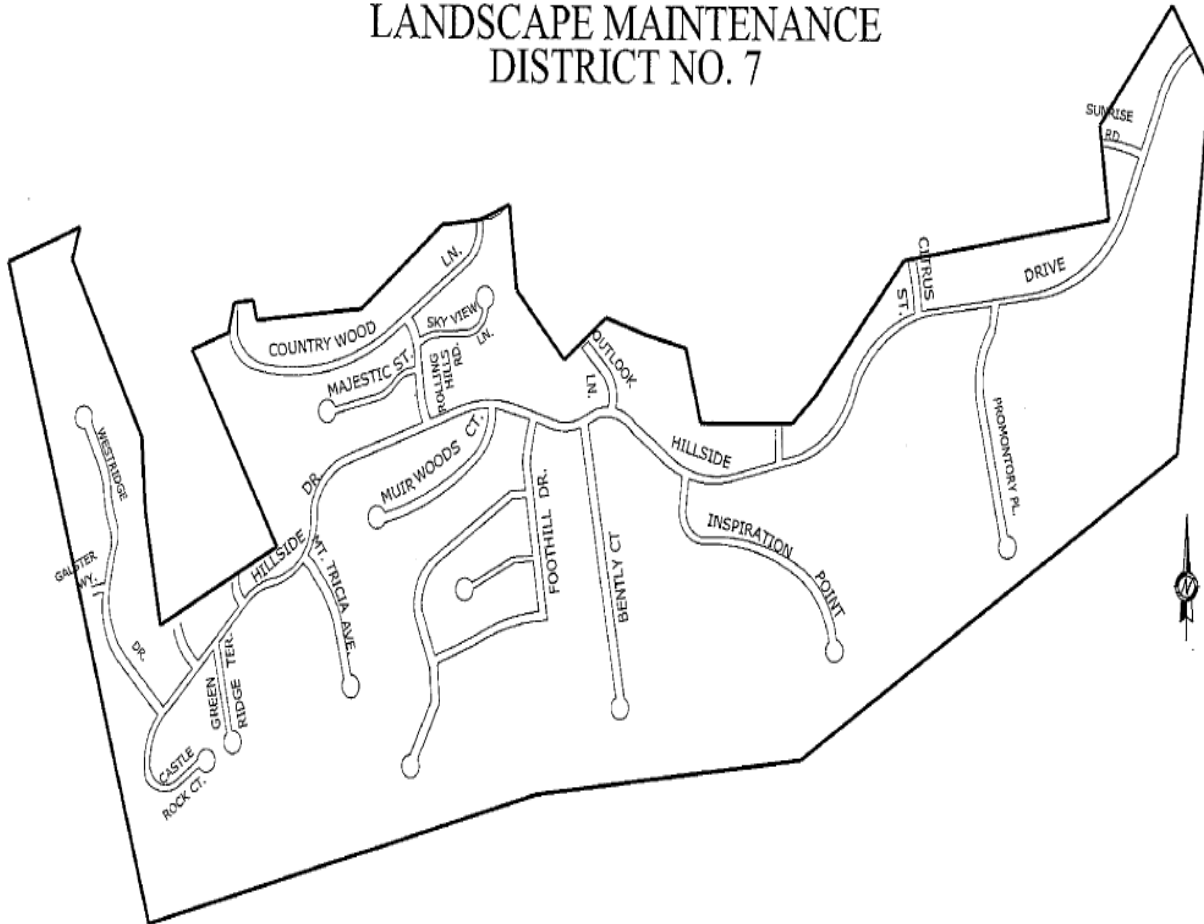 LANDSCAPE MAINTENANCE
DISTRICT NO. 7
SUNRISE
RD.
CITRUS
ST.
DRIVE
LN.
COUNTRY WOOD
SKY VIEW
LN.
MAJESTIC ST.
ROLLING
HILLS
RD.
OUTLOOK
LN.
HILLSIDE
PROMONTORY PL.
MUIR WOODS CT.
DR.
WESTRIDGE
FOOTHILL DR.
INSPIRATION
POINT
BENTLY CT
HILLSIDE
MT. TRICIA AVE.
GALSTER
WY.
DR.
GREEN
RIDGE TER.
CASTLE
ROCK CT.
N